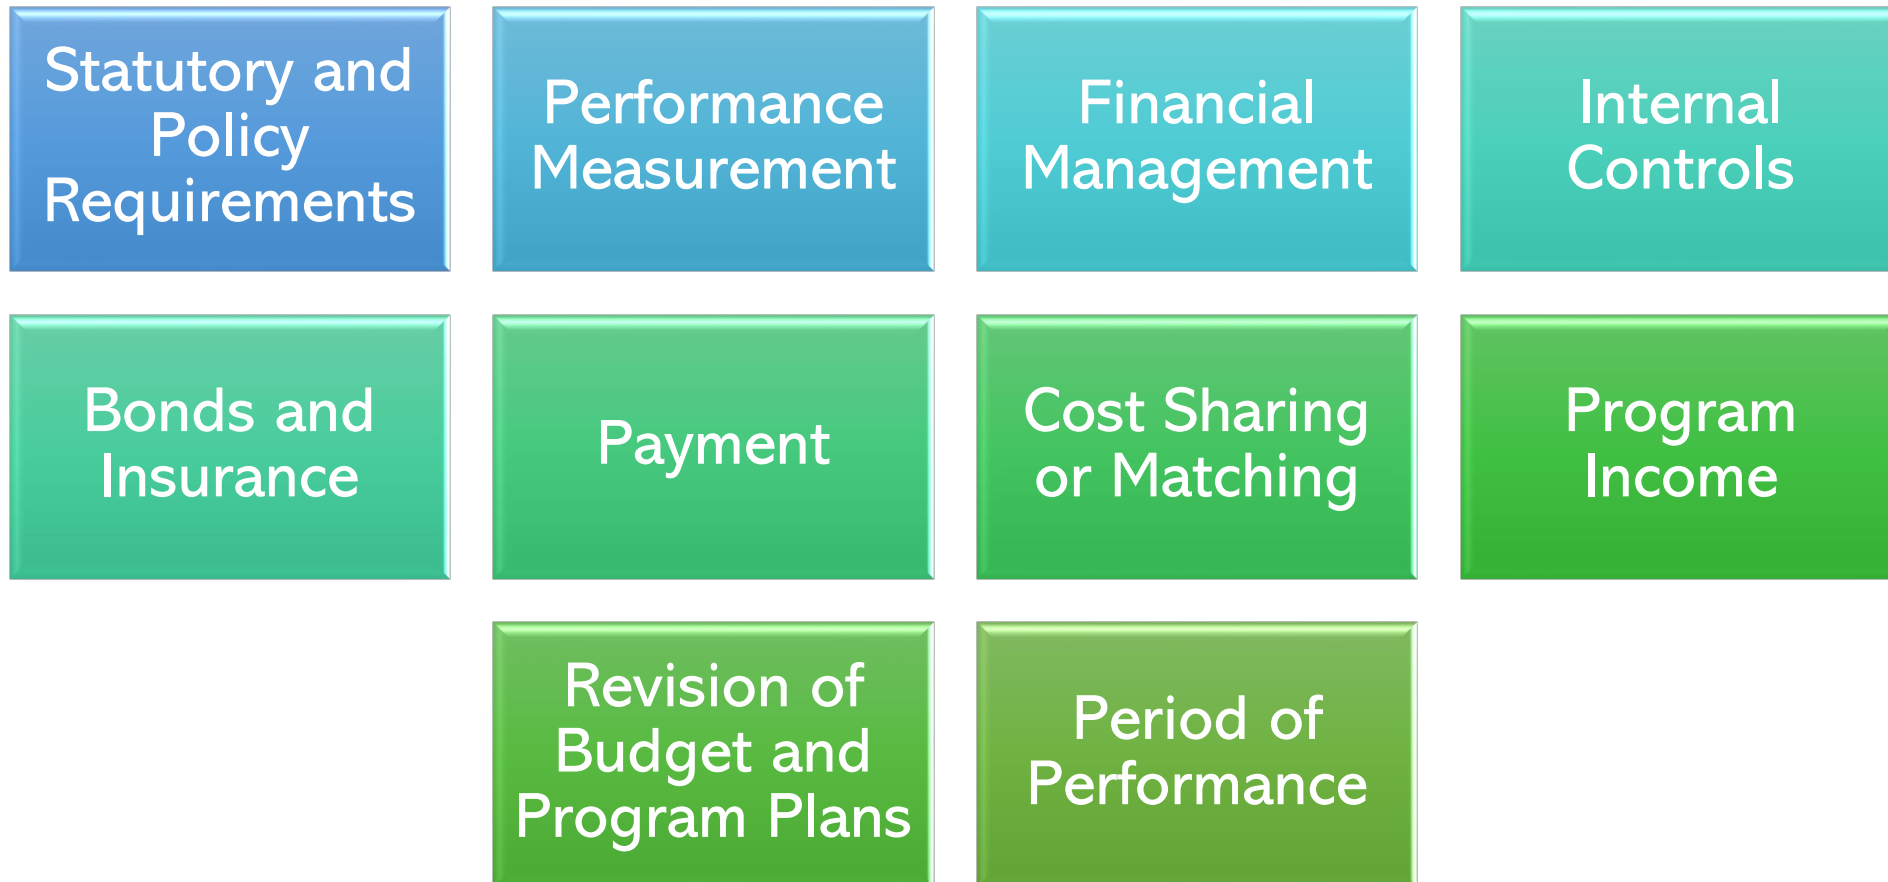 Statutory and
Policy
Requirements
Performance
Measurement
Financial
Management
Internal
Controls
Bonds and
Insurance
Payment
Cost Sharing
or Matching
Program
Income
Revision of
Budget and
Program Plans
Period of
Performance